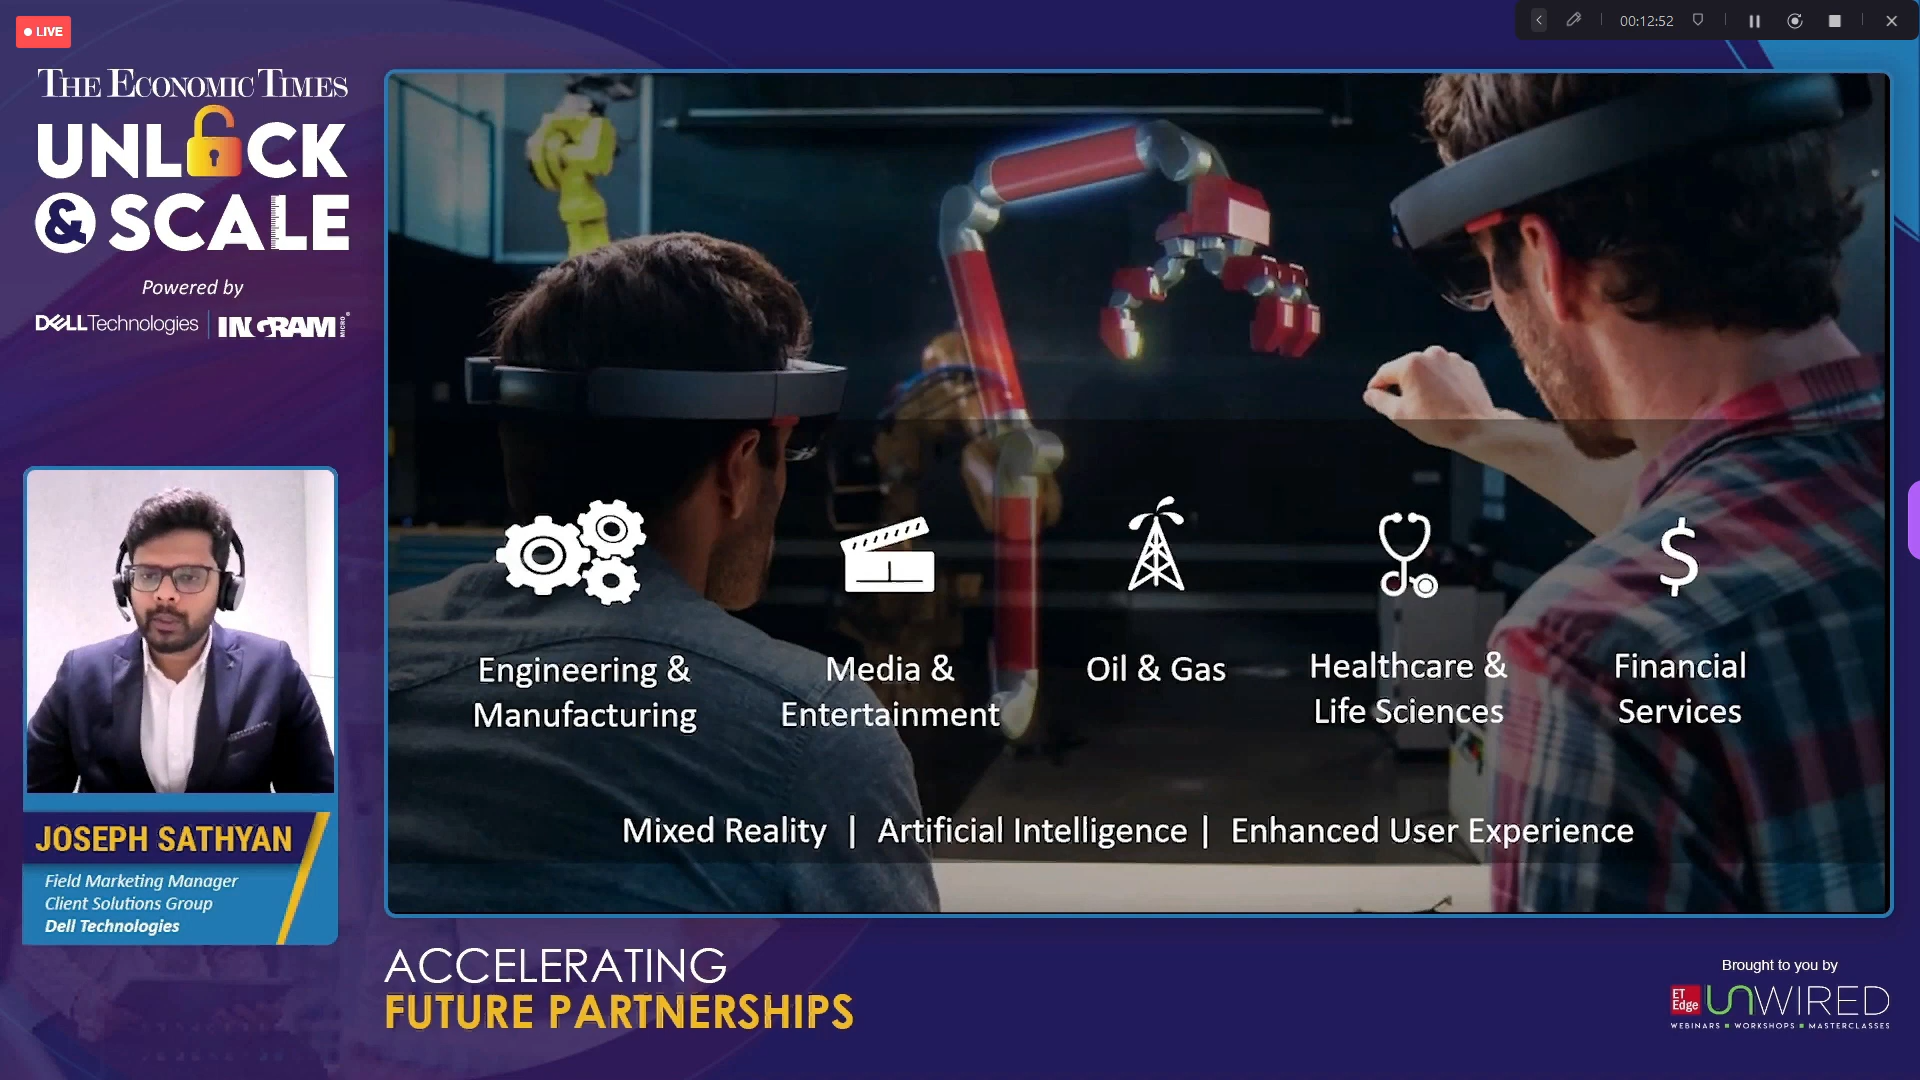 LIVE
00:12:52
THE ECONOMIC TIMES
UNLOCK
& SCALE
Powered by
DELL Technologies | INGRAM MICRO
Engineering &
Manufacturing
Media &
Entertainment
Oil & Gas
Healthcare &
Life Sciences
$
Financial
Services
Mixed Reality | Artificial Intelligence | Enhanced User Experience
JOSEPH SATHYAN
Field Marketing Manager
Client Solutions Group
Dell Technologies
ACCELERATING
FUTURE PARTNERSHIPS
Brought to you by
ET Edge UNWIRED
WEBINARS ▪ WORKSHOPS ▪ MASTERCLASSES